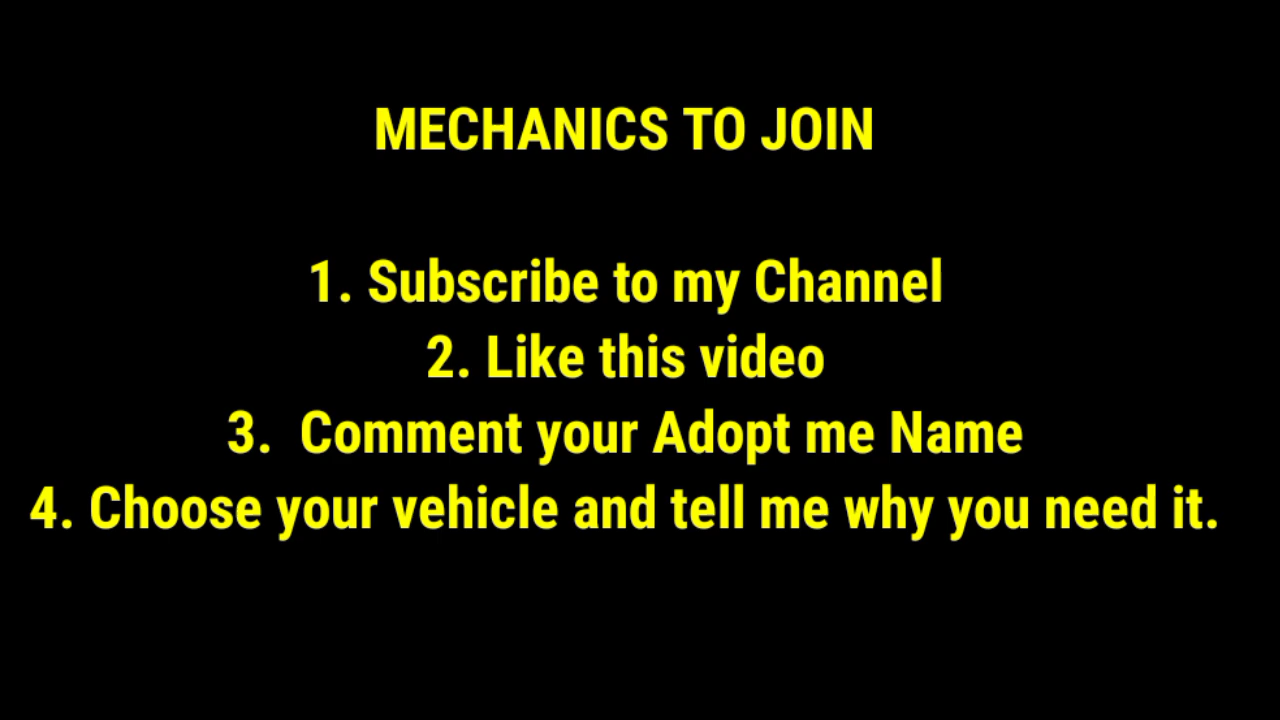 MECHANICS TO JOIN
1. Subscribe to my Channel
2. Like this video
3.  Comment your Adopt me Name
4. Choose your vehicle and tell me why you need it.